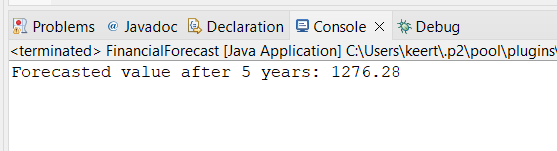 Problems @ Javadoc Declaration Console × Debug
<terminated> FinancialForecast [Java Application] C:\Users\keert\.p2\pool\plugins\
Forecasted value after 5 years: 1276.28